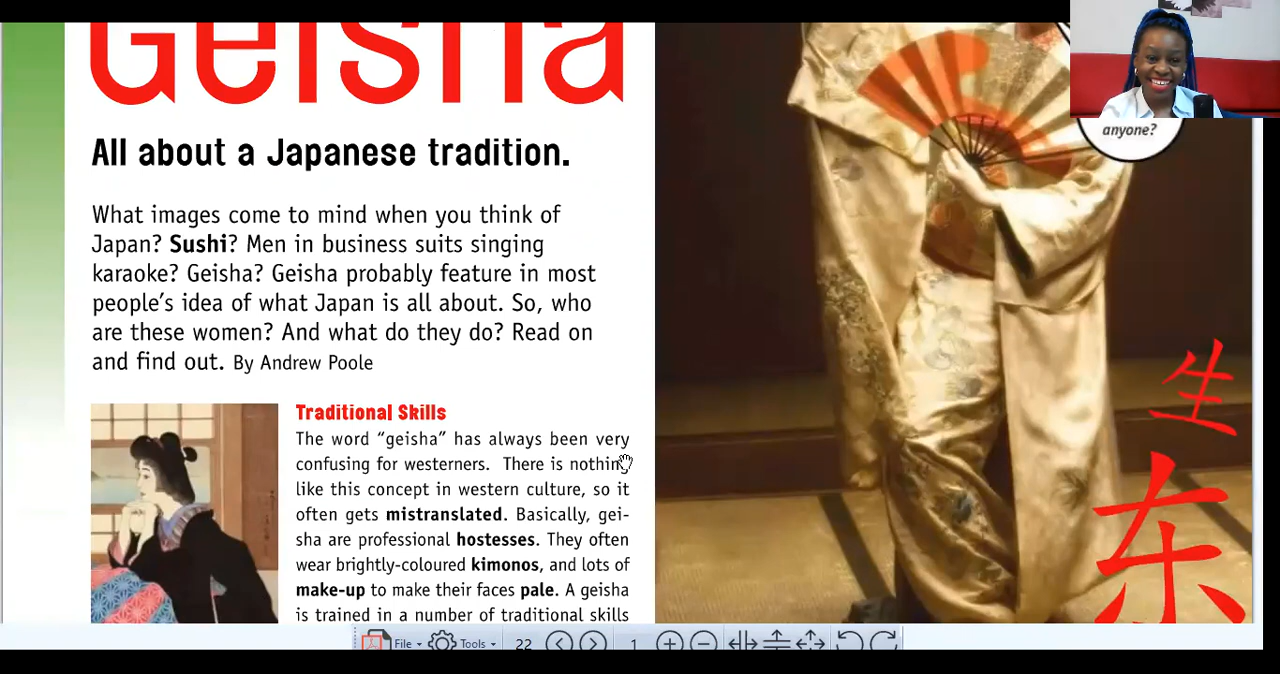 Geisha
All about a Japanese tradition.
What images come to mind when you think of
Japan? Sushi? Men in business suits singing
karaoke? Geisha? Geisha probably feature in most
people's idea of what Japan is all about. So, who
are these women? And what do they do? Read on
and find out. By Andrew Poole
Traditional Skills
The word "geisha" has always been very
confusing for westerners. There is nothing
like this concept in western culture, so it
often gets mistranslated. Basically, gei-
sha are professional hostesses. They often
wear brightly-coloured kimonos, and lots of
make-up to make their faces pale. A geisha
is trained in a number of traditional skills
anyone?
生
东
File Tools 22 1